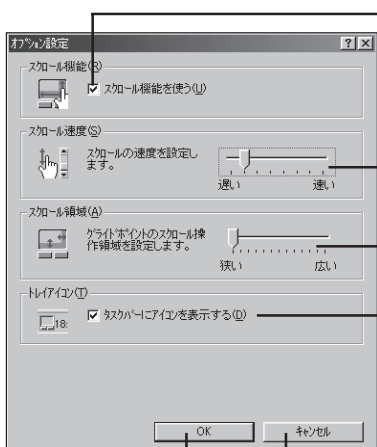 オプション設定
スクロール機能(R)
スクロール機能を使う(U)
スクロール速度(S)
スクロールの速度を設定し
ます。
遅い 速い
スクロール領域(A)
グライドポイントのスクロール操
作領域を設定します。
狭い 広い
トレイアイコン(T)
18:
タスクバーにアイコンを表示する(D)
OK キャンセル